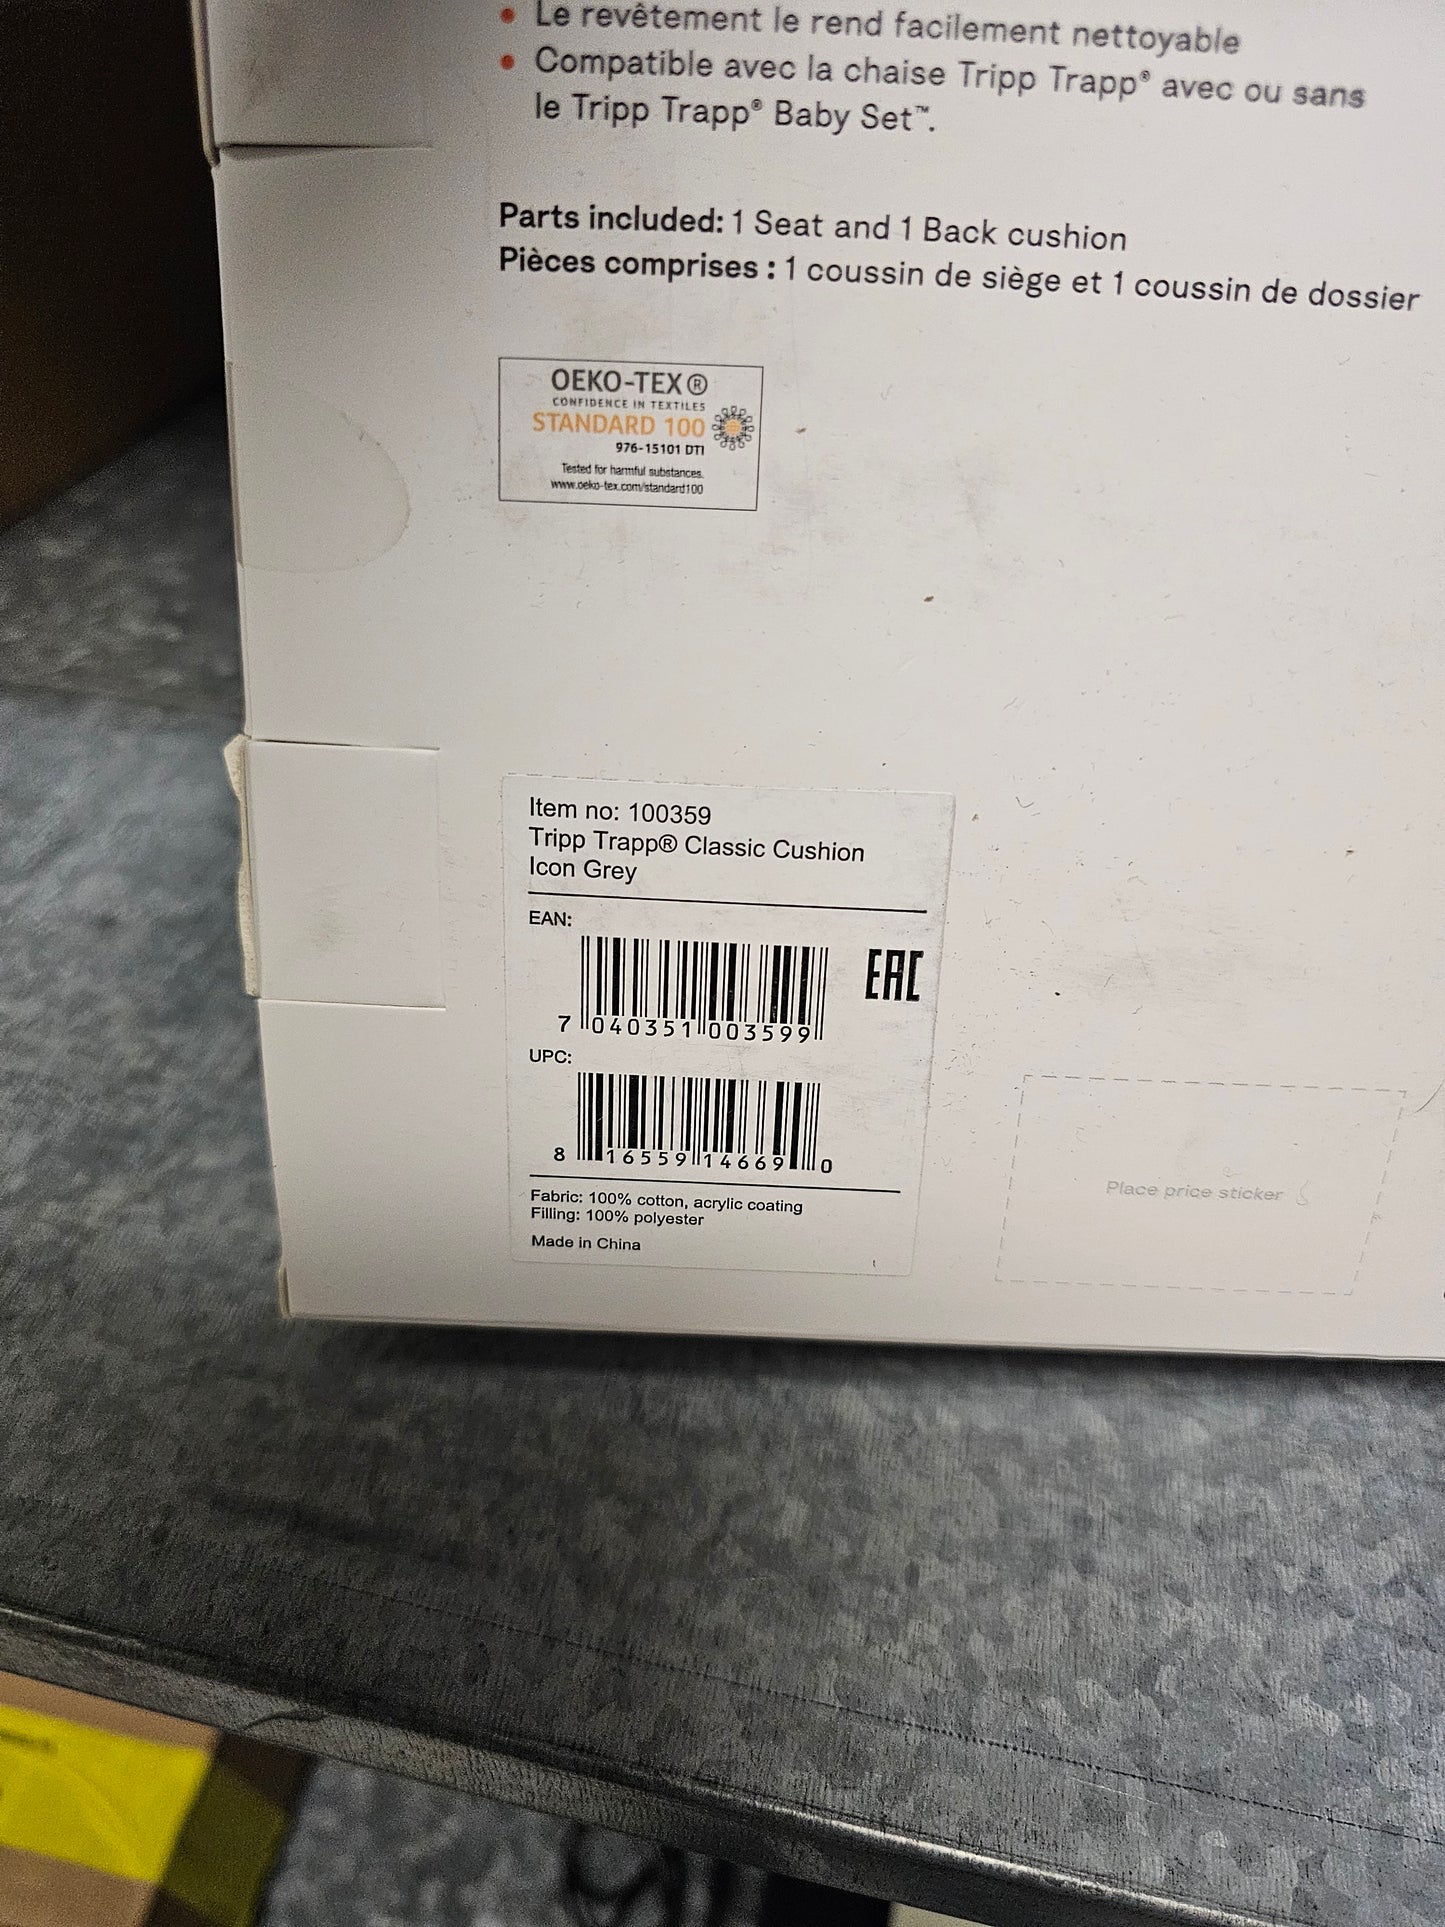 • Le revêtement le rend facilement nettoyable
• Compatible avec la chaise Tripp Trapp® avec ou sans
le Tripp Trapp® Baby Set™.
Parts included: 1 Seat and 1 Back cushion
Pièces comprises : 1 coussin de siège et 1 coussin de dossier
OEKO-TEX®
CONFIDENCE IN TEXTILES
STANDARD 100
976-15101 DTI
Tested for harmful substances.
www.oeko-tex.com/standard100
Item no: 100359
Tripp Trapp® Classic Cushion
Icon Grey
EAN:
EAC
7 040351 003599
UPC:
8 16559 14669 0
Fabric: 100% cotton, acrylic coating
Filling: 100% polyester
Made in China
Place price sticker